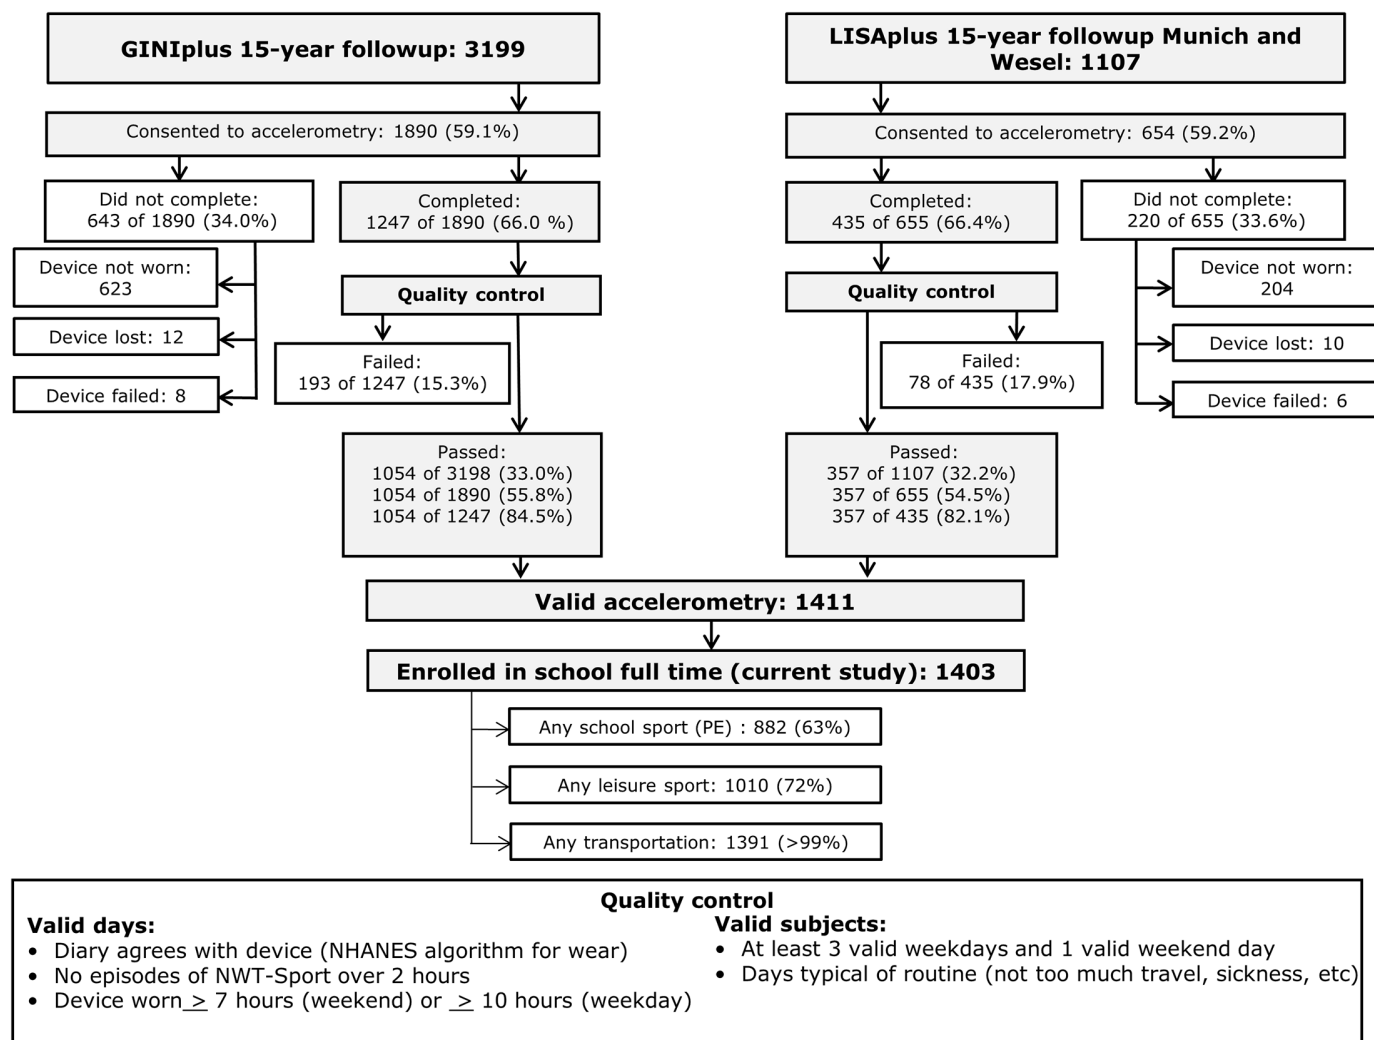 GINIplus 15-year followup: 3199
LISAplus 15-year followup Munich and
Wesel: 1107
Consented to accelerometry: 1890 (59.1%)
Consented to accelerometry: 654 (59.2%)
Did not complete:
643 of 1890 (34.0%)
Completed:
1247 of 1890 (66.0 %)
Completed:
435 of 655 (66.4%)
Did not complete:
220 of 655 (33.6%)
Device not worn:
623
Device lost: 12
Device failed: 8
Quality control
Quality control
Device not worn:
204
Device lost: 10
Device failed: 6
Failed:
193 of 1247 (15.3%)
Failed:
78 of 435 (17.9%)
Passed:
1054 of 3198 (33.0%)
1054 of 1890 (55.8%)
1054 of 1247 (84.5%)
Passed:
357 of 1107 (32.2%)
357 of 655 (54.5%)
357 of 435 (82.1%)
Valid accelerometry: 1411
Enrolled in school full time (current study): 1403
Any school sport (PE) : 882 (63%)
Any leisure sport: 1010 (72%)
Any transportation: 1391 (>99%)
Quality control
Valid days:
• Diary agrees with device (NHANES algorithm for wear)
• No episodes of NWT-Sport over 2 hours
• Device worn > 7 hours (weekend) or > 10 hours (weekday)
Valid subjects:
• At least 3 valid weekdays and 1 valid weekend day
• Days typical of routine (not too much travel, sickness, etc)